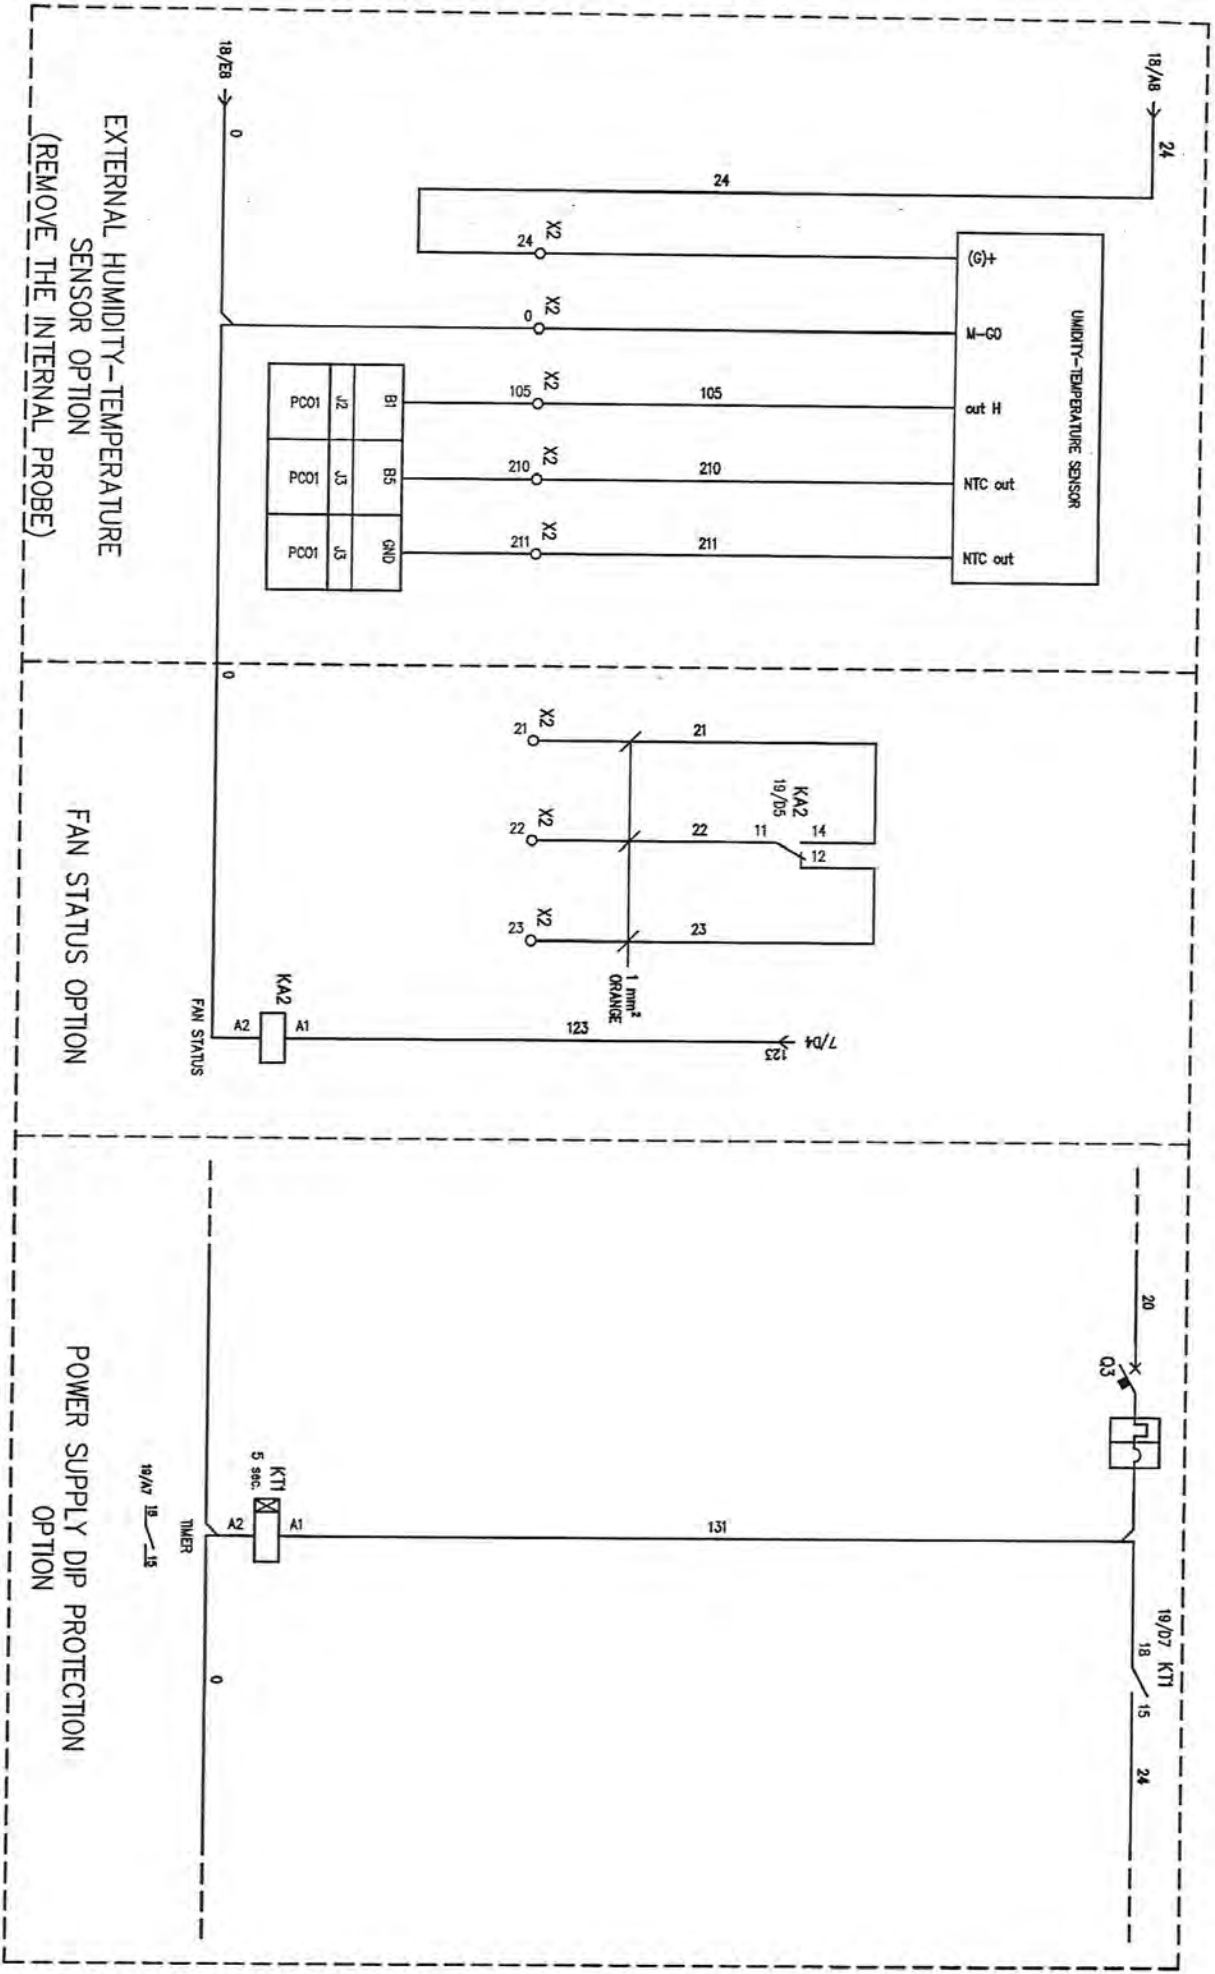 18/A8
24
24
UMIDITY-TEMPERATURE SENSOR
(G)+
M-G0
out H
NTC out
NTC out
105
210
211
X2
24
X2
0
X2
105
X2
210
X2
211
B1
B5
GND
J2
J3
J3
PCO1
PCO1
PCO1
18/E8
0
EXTERNAL HUMIDITY-TEMPERATURE
SENSOR OPTION
(REMOVE THE INTERNAL PROBE)
21
22
23
14
12
11
KA2
19/D5
X2
21
X2
22
X2
23
1 mm²
ORANGE
7/D4
123
123
KA2
A1
A2
FAN STATUS
0
FAN STATUS OPTION
20
Q3
19/D7 KT1
18
15
24
131
KT1
5 sec.
A1
A2
TIMER
19/A7 18 15
0
POWER SUPPLY DIP PROTECTION
OPTION